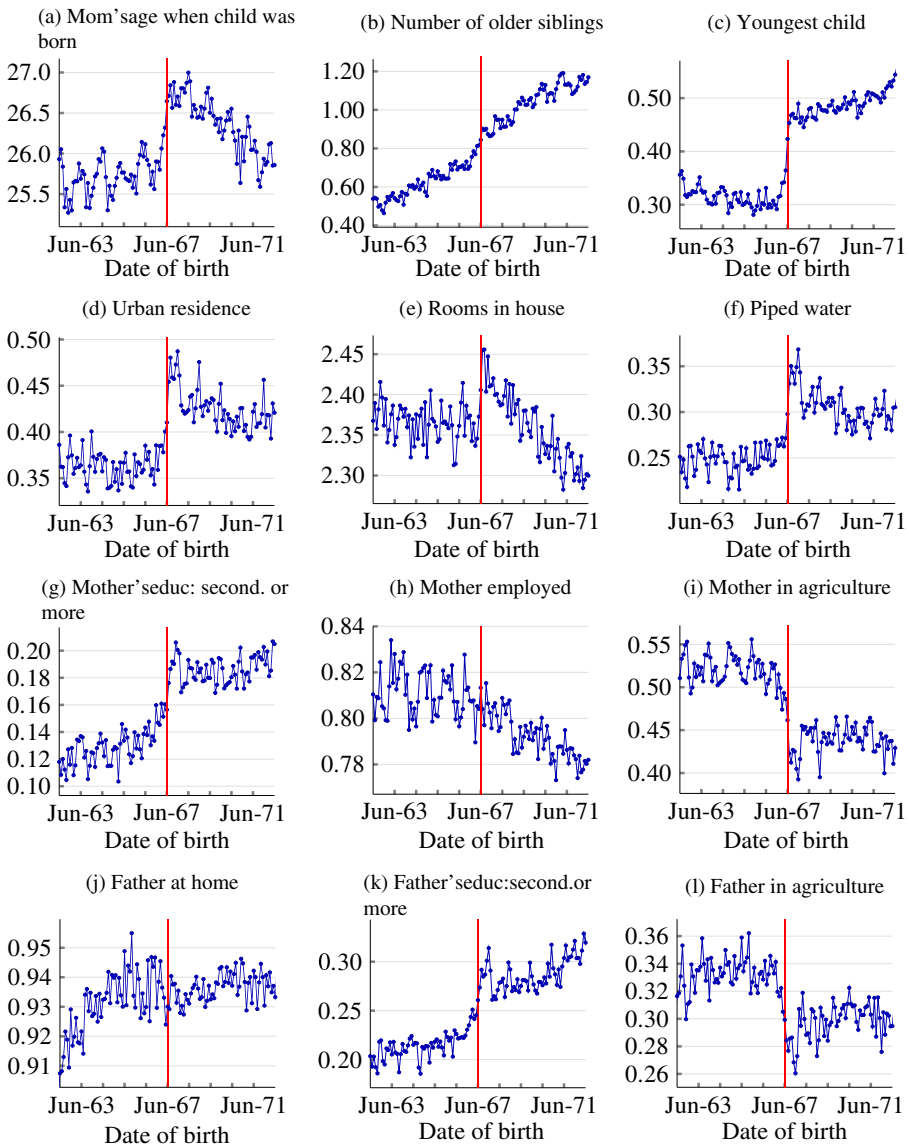 (a) Mom'sage when child was
born
27.0
26.5
26.0
25.5
Jun-63 Jun-67 Jun-71
Date of birth
(b) Number of older siblings
1.20
1.00
0.80
0.60
0.40
Jun-63 Jun-67 Jun-71
Date of birth
(c) Youngest child
0.50
0.40
0.30
Jun-63 Jun-67 Jun-71
Date of birth
(d) Urban residence
0.50
0.45
0.40
0.35
Jun-63 Jun-67 Jun-71
Date of birth
(e) Rooms in house
2.45
2.40
2.35
2.30
Jun-63 Jun-67 Jun-71
Date of birth
(f) Piped water
0.35
0.30
0.25
Jun-63 Jun-67 Jun-71
Date of birth
(g) Mother'seduc: second. or
more
0.20
0.18
0.16
0.14
0.12
0.10
Jun-63 Jun-67 Jun-71
Date of birth
(h) Mother employed
0.84
0.82
0.80
0.78
Jun-63 Jun-67 Jun-71
Date of birth
(i) Mother in agriculture
0.55
0.50
0.45
0.40
Jun-63 Jun-67 Jun-71
Date of birth
(j) Father at home
0.95
0.94
0.93
0.92
0.91
Jun-63 Jun-67 Jun-71
Date of birth
(k) Father'seduc:second.or
more
0.30
0.25
0.20
Jun-63 Jun-67 Jun-71
Date of birth
(l) Father in agriculture
0.36
0.34
0.32
0.30
0.28
0.26
Jun-63 Jun-67 Jun-71
Date of birth